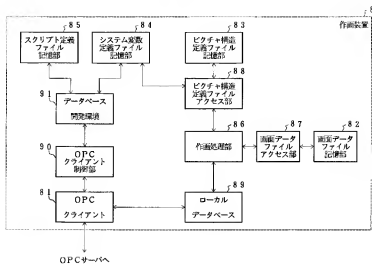 8
作画装置
85
スクリプト定義
ファイル
記憶部
84
システム変数
定義ファイル
記憶部
83
ピクチャ構造
定義ファイル
記憶部
88
ピクチャ構造
定義ファイル
アクセス部
91
データベース
開発環境
90
OPC
クライアント
制御部
86
作画処理部
87
画面データ
ファイル
アクセス部
82
画面データ
ファイル
記憶部
81
OPC
クライアント
89
ローカル
データベース
OPCサーバへ